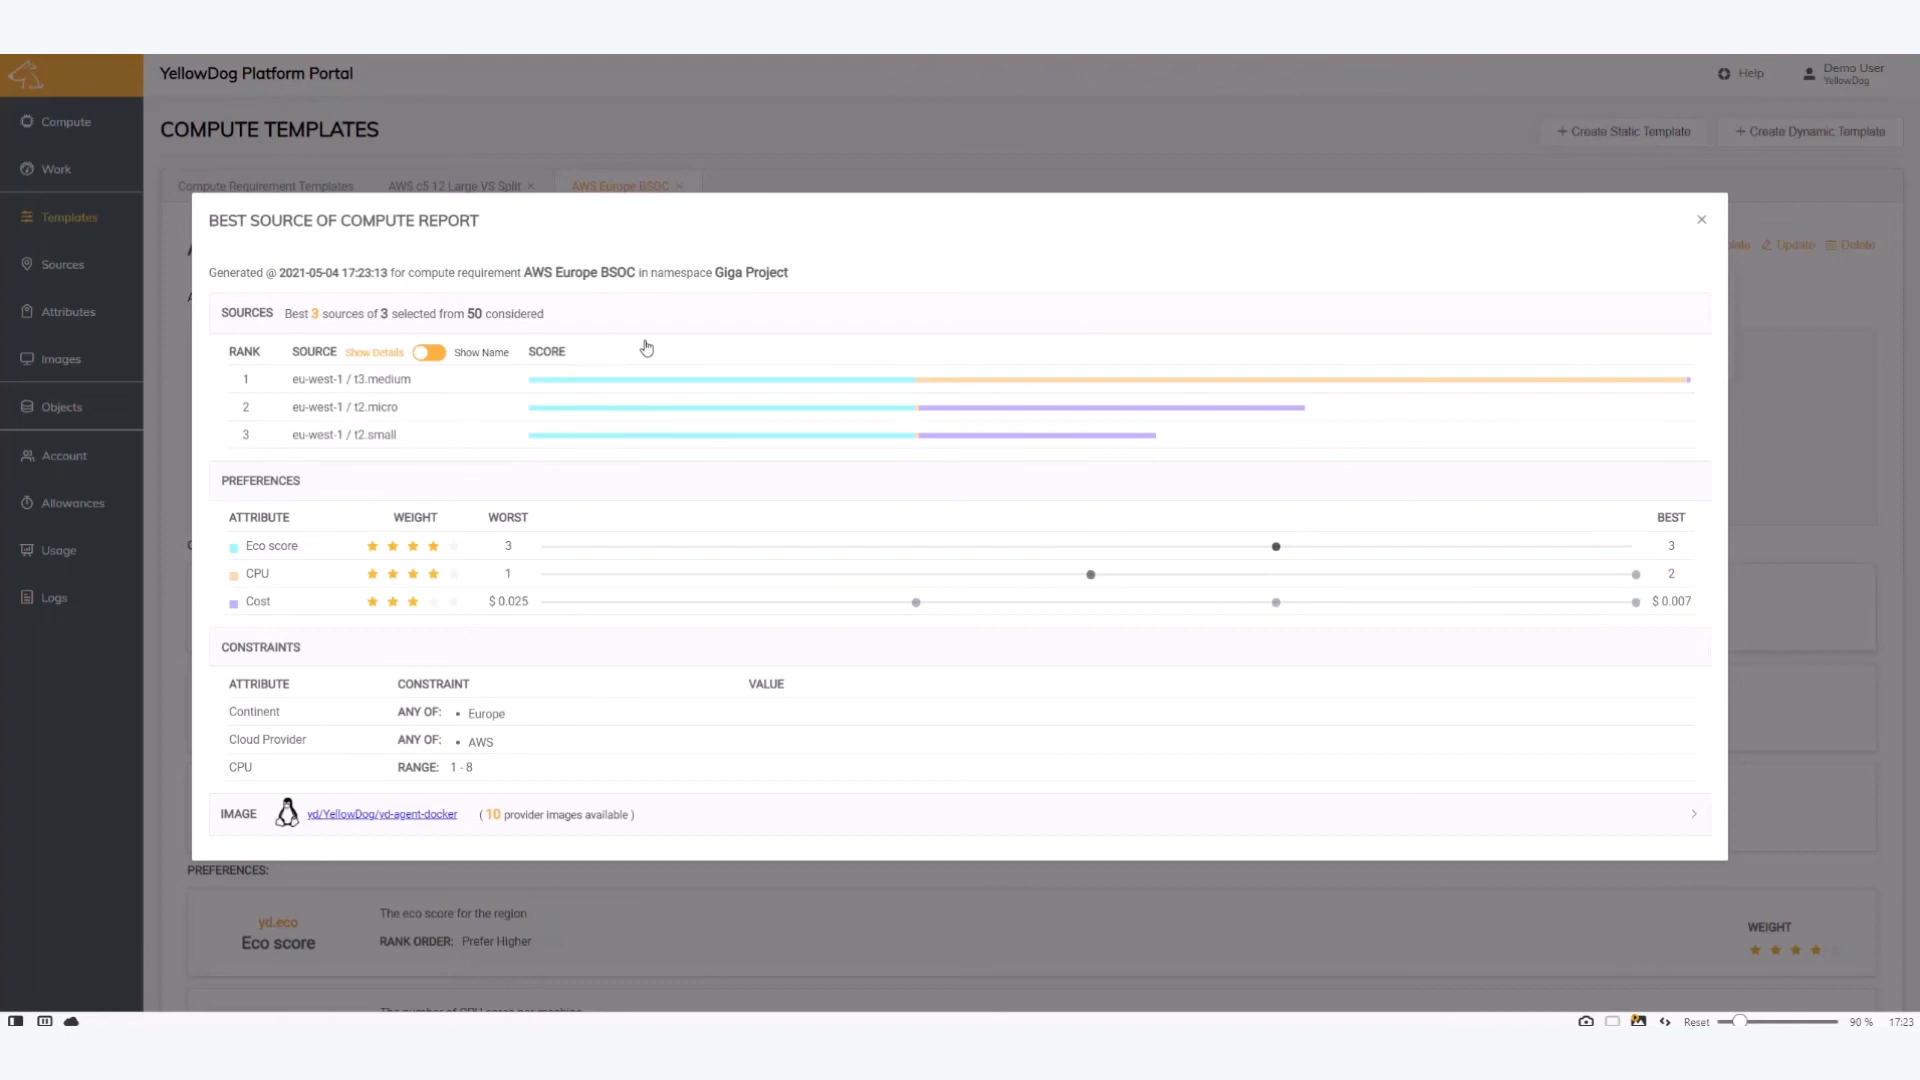 YellowDog Platform Portal
Help
Demo User
YellowDog
Compute
Work
Templates
Sources
Attributes
Images
Objects
Account
Allowances
Usage
Logs
COMPUTE TEMPLATES
+ Create Static Template
+ Create Dynamic Template
Compute Requirement Templates
AWS c5 12 Large VS Split ×
AWS Europe BSOC ×
Update
Delete
BEST SOURCE OF COMPUTE REPORT
Generated @ 2021-05-04 17:23:13 for compute requirement AWS Europe BSOC in namespace Giga Project
SOURCES Best 3 sources of 3 selected from 50 considered
RANK SOURCE Show Details Show Name SCORE
1 eu-west-1 / t3.medium
2 eu-west-1 / t2.micro
3 eu-west-1 / t2.small
PREFERENCES
ATTRIBUTE WEIGHT WORST BEST
Eco score 3 3
CPU 1 2
Cost $ 0.025 $ 0.007
CONSTRAINTS
ATTRIBUTE CONSTRAINT VALUE
Continent ANY OF: • Europe
Cloud Provider ANY OF: • AWS
CPU RANGE: 1 - 8
IMAGE yd/YellowDog/yd-agent-docker ( 10 provider images available )
PREFERENCES:
yd.eco
Eco score
The eco score for the region
RANK ORDER: Prefer Higher
WEIGHT
Reset
90 %
17:23